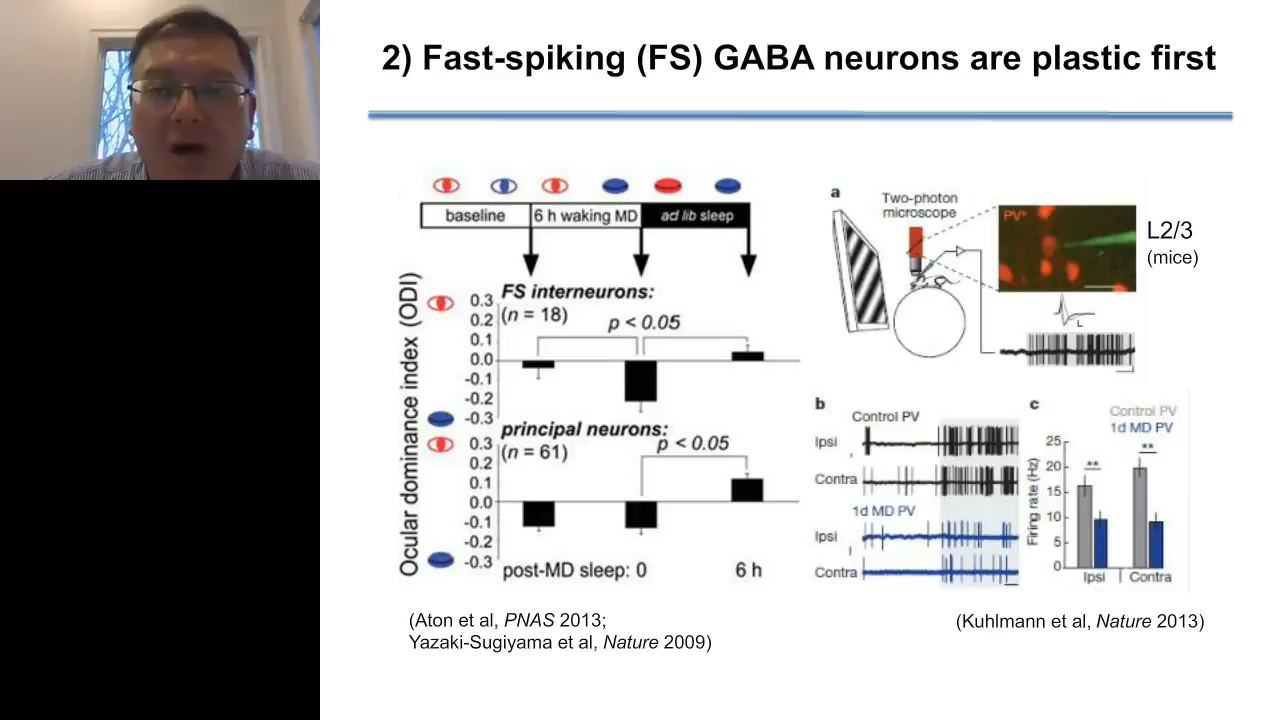 2) Fast-spiking (FS) GABA neurons are plastic first
baseline
6 h waking MD
ad lib sleep
Ocular dominance index (ODI)
FS interneurons:
(n = 18)
p < 0.05
0.3
0.2
0.1
0.0
-0.1
-0.2
-0.3
principal neurons:
(n = 61)
p < 0.05
0.3
0.2
0.1
0.0
-0.1
-0.2
-0.3
post-MD sleep: 0
6 h
(Aton et al, PNAS 2013;
Yazaki-Sugiyama et al, Nature 2009)
a
Two-photon
microscope
PV+
L2/3
(mice)
b
Control PV
Ipsi
Contra
1d MD PV
Ipsi
Contra
c
Control PV
1d MD PV
Firing rate (Hz)
25
20
15
10
5
0
**
**
Ipsi
Contra
(Kuhlmann et al, Nature 2013)